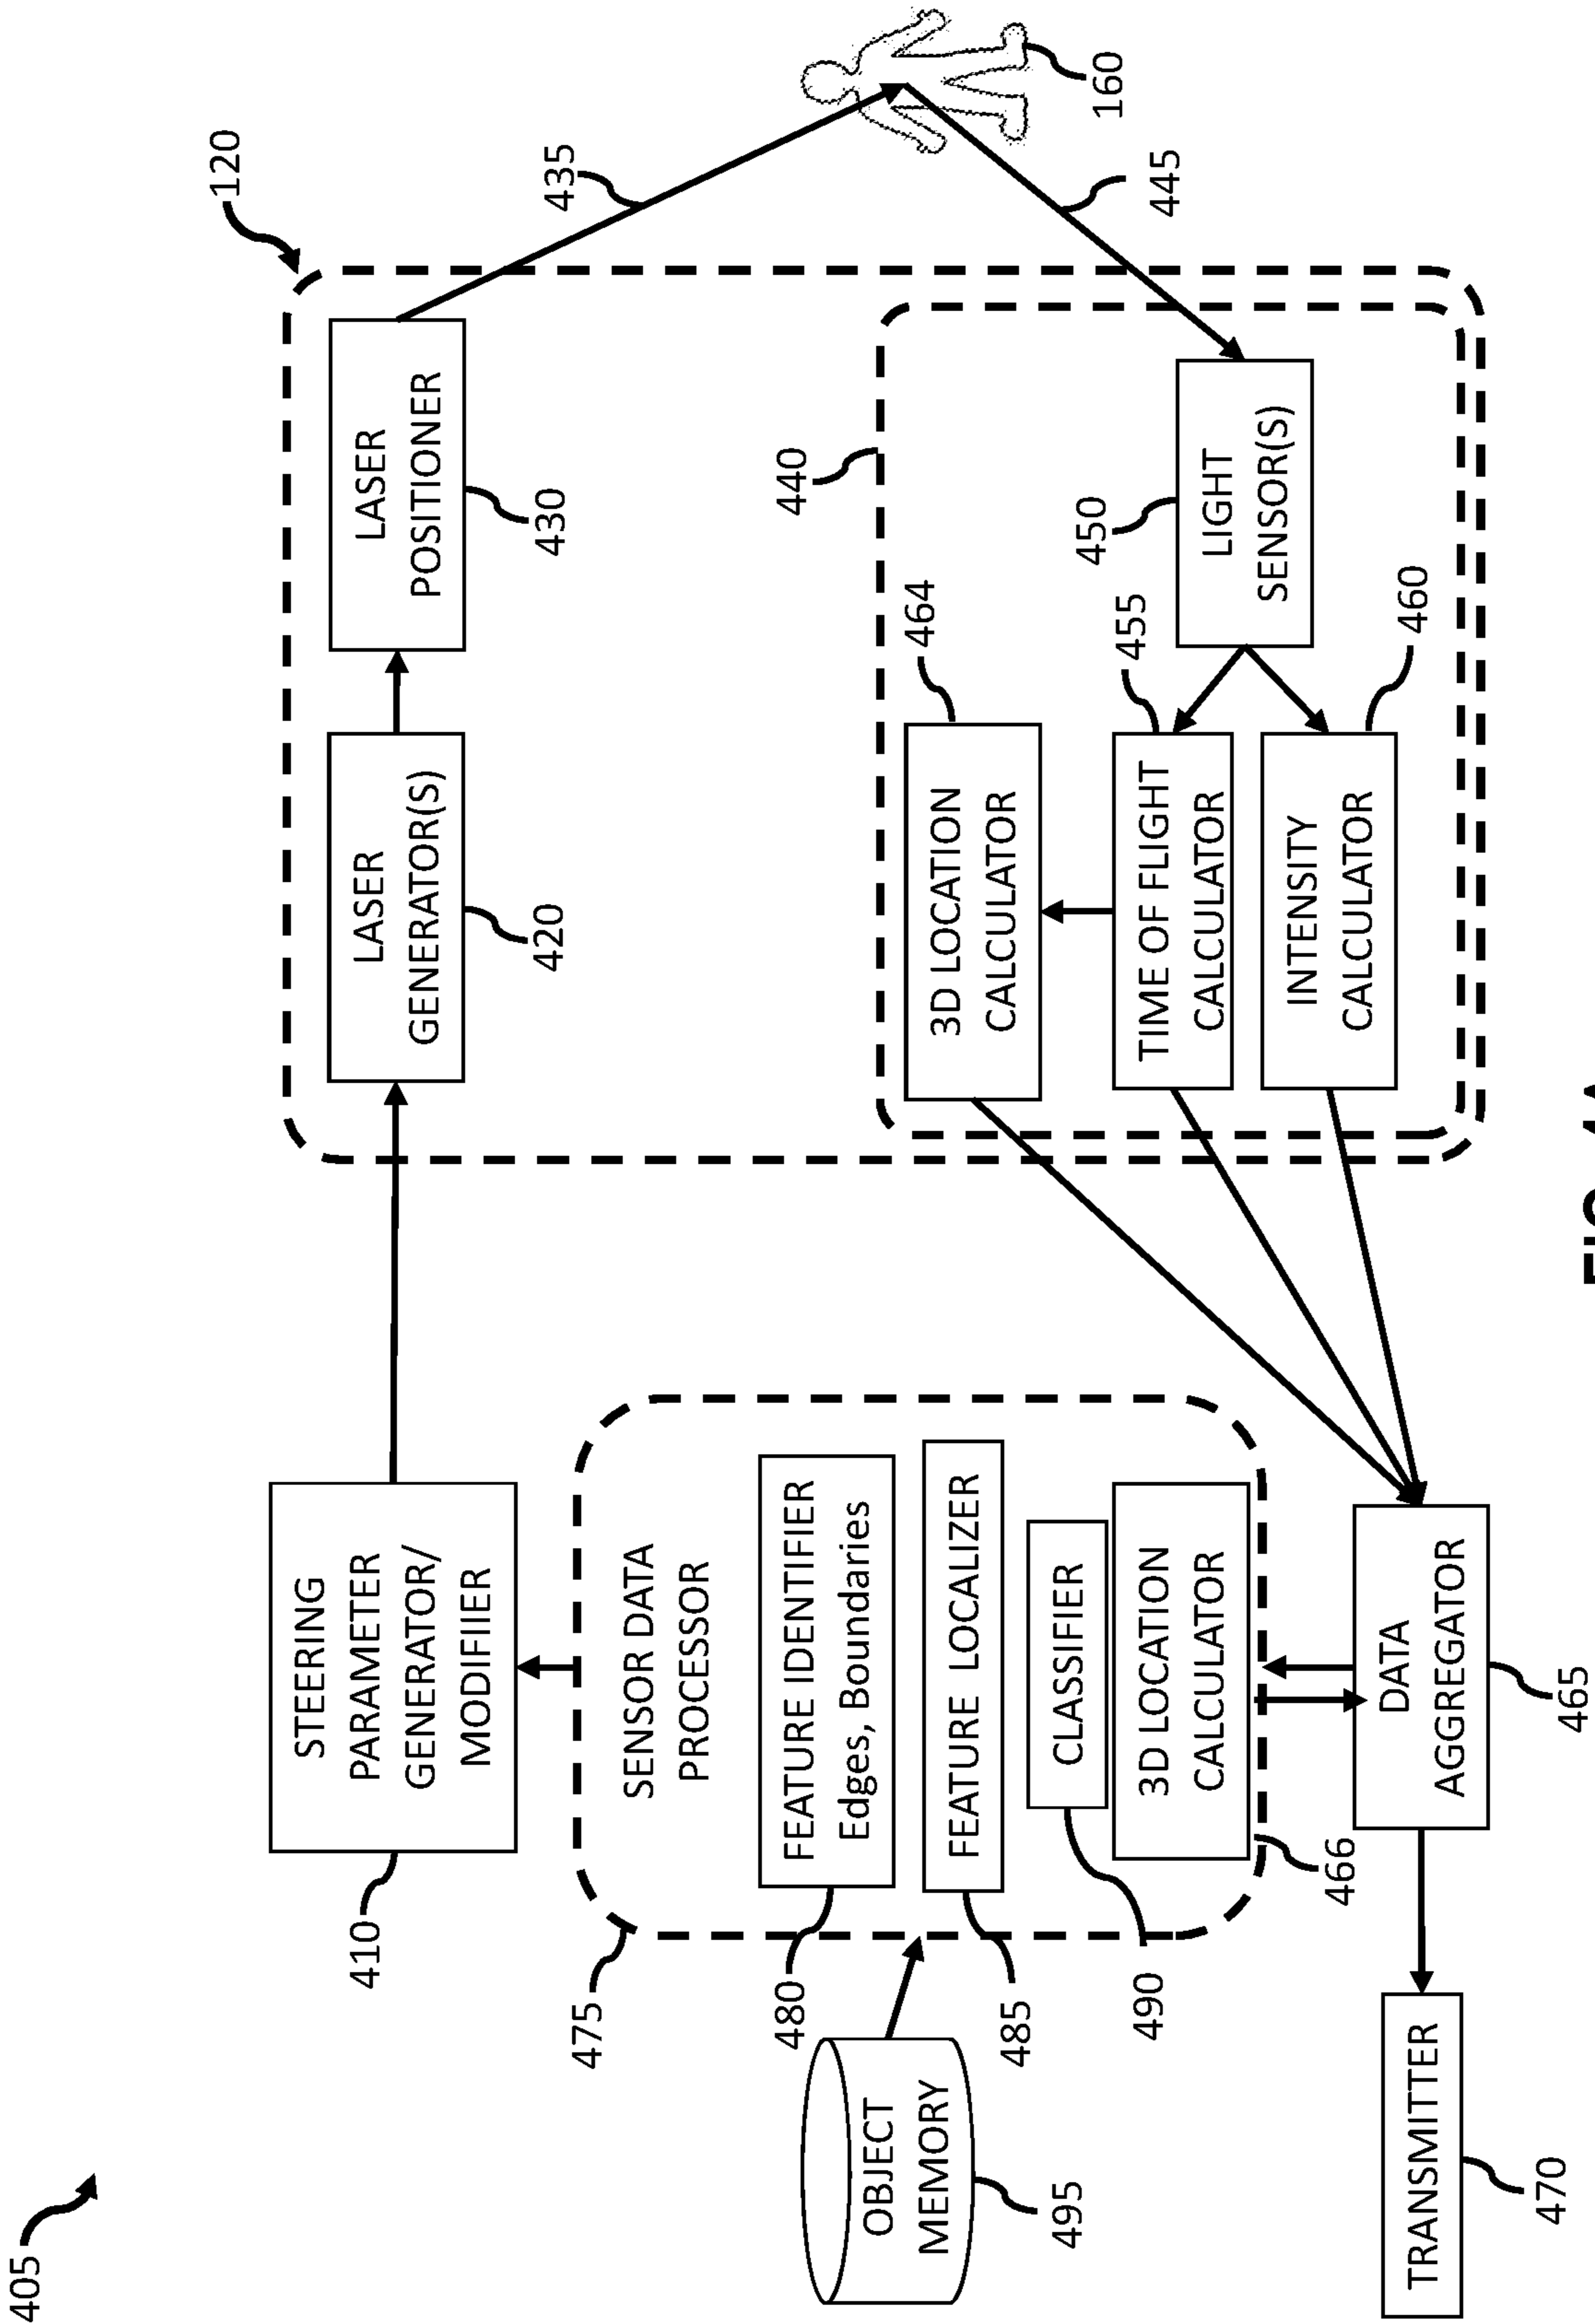 405
120
STEERING
PARAMETER
GENERATOR/
MODIFIIER
410
LASER
GENERATOR(S)
420
LASER
POSITIONER
430
435
475
SENSOR DATA
PROCESSOR
480
FEATURE IDENTIFIER
Edges, Boundaries
485
FEATURE LOCALIZER
490
CLASSIFIER
3D LOCATION
CALCULATOR
466
OBJECT
MEMORY
495
440
464
3D LOCATION
CALCULATOR
455
TIME OF FLIGHT
CALCULATOR
460
INTENSITY
CALCULATOR
450
LIGHT
SENSOR(S)
445
160
DATA
AGGREGATOR
465
TRANSMITTER
470